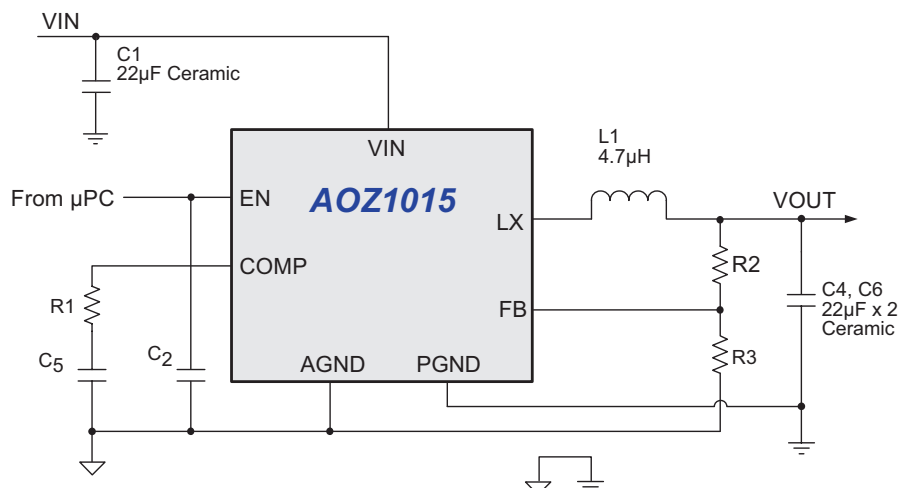 VIN
C1
22µF Ceramic
VIN
L1
4.7µH
From µPC
EN
AOZ1015
LX
VOUT
COMP
R2
R1
FB
C4, C6
22µF x 2
Ceramic
C5
C2
AGND
PGND
R3